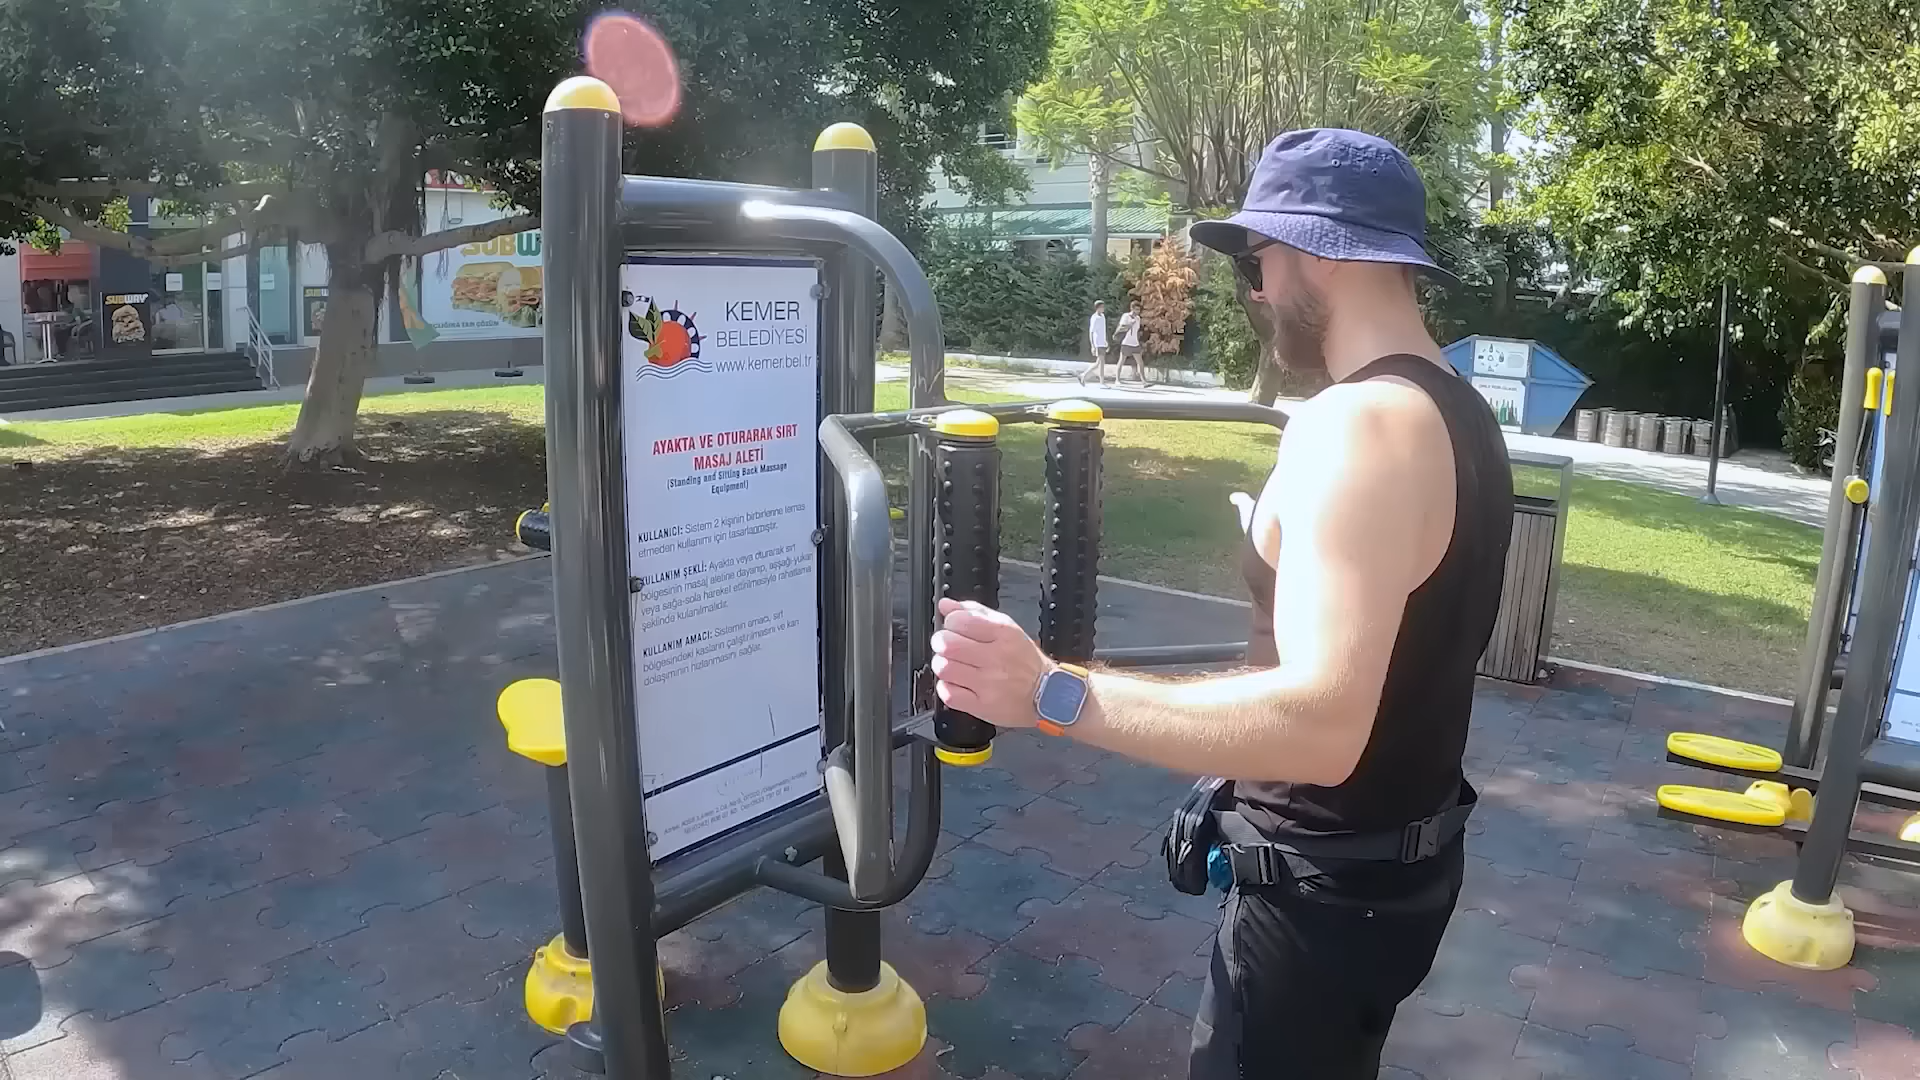 KEMER
BELEDİYESİ
www.kemer.bel.tr
AYAKTA VE OTURARAK SIRT
MASAJ ALETİ
(Standing and Sitting Back Massage
Equipment)
KULLANICI: Sistem 2 kişinin birbirlerine temas
etmeden kullanımı için tasarlanmıştır.
KULLANIM ŞEKLİ: Ayakta veya oturarak sırt
bölgesinin masaj aletine dayanıp, aşşağı-yukarı
veya sağa-sola hareket ettirilmesiyle rahatlama
şeklinde kullanılmalıdır.
KULLANIM AMACI: Sistemin amacı, sırt
bölgesindeki kasların çalıştırılmasını ve kan
dolaşımının hızlanmasını sağlar.
SUBW
SUBWAY